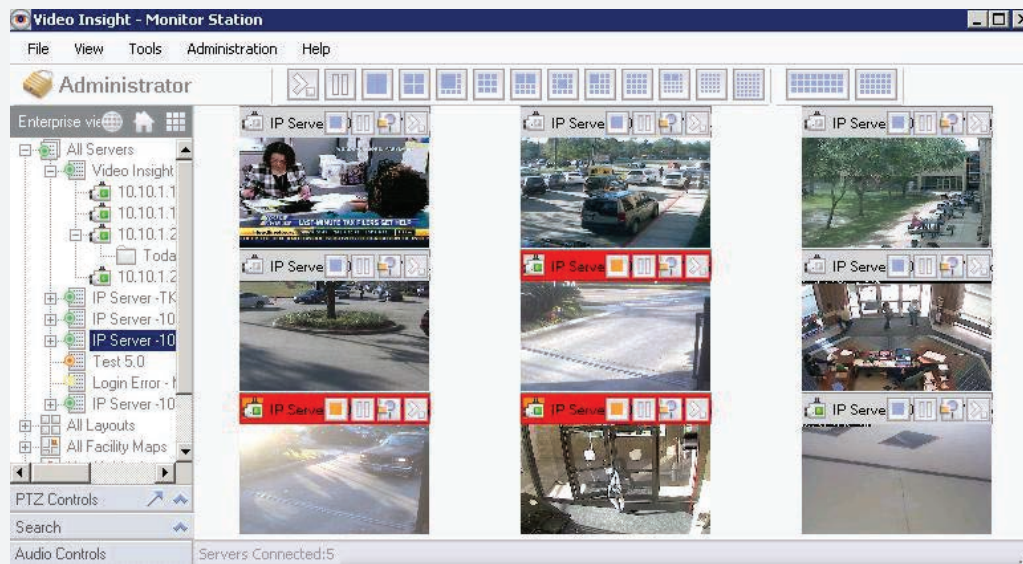 Video Insight - Monitor Station
File View Tools Administration Help
Administrator
Enterprise vie
All Servers
Video Insight
10.10.1.1
10.10.1.1
10.10.1.2
Toda
10.10.1.2
IP Server -TK
IP Server -10
IP Server -10
Test 5.0
Login Error -
IP Server -10
All Layouts
All Facility Maps
PTZ Controls
Search
Audio Controls
IP Serve
IP Serve
IP Serve
LAST-MINUTE TAX FILERS GET HELP
IP Serve
IP Serve
IP Serve
IP Serve
IP Serve
IP Serve
Servers Connected:5